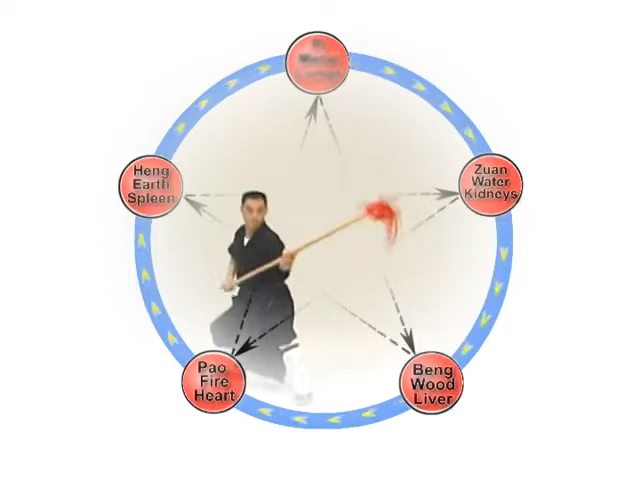 Zuan
Water
Kidneys
Heng
Earth
Spleen
Pao
Fire
Heart
Beng
Wood
Liver